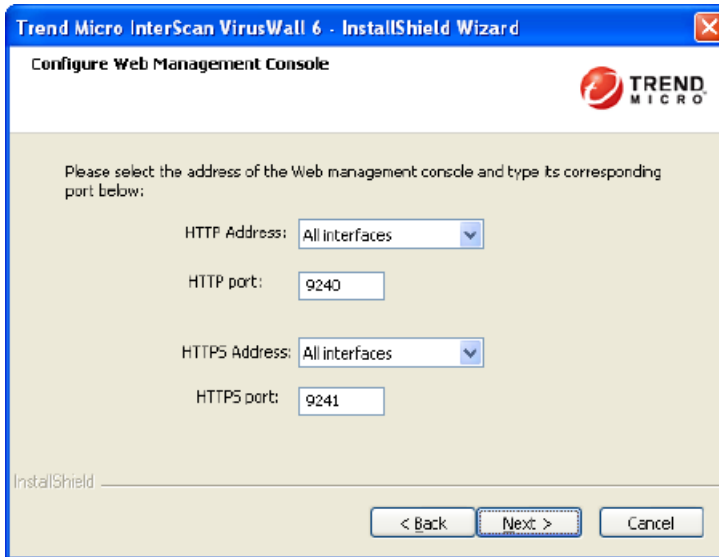 Trend Micro InterScan VirusWall 6 - InstallShield Wizard
Configure Web Management Console
TREND
MICRO
Please select the address of the Web management console and type its corresponding
port below:
HTTP Address: All interfaces
HTTP port: 9240
HTTPS Address: All interfaces
HTTPS port: 9241
InstallShield
< Back Next > Cancel